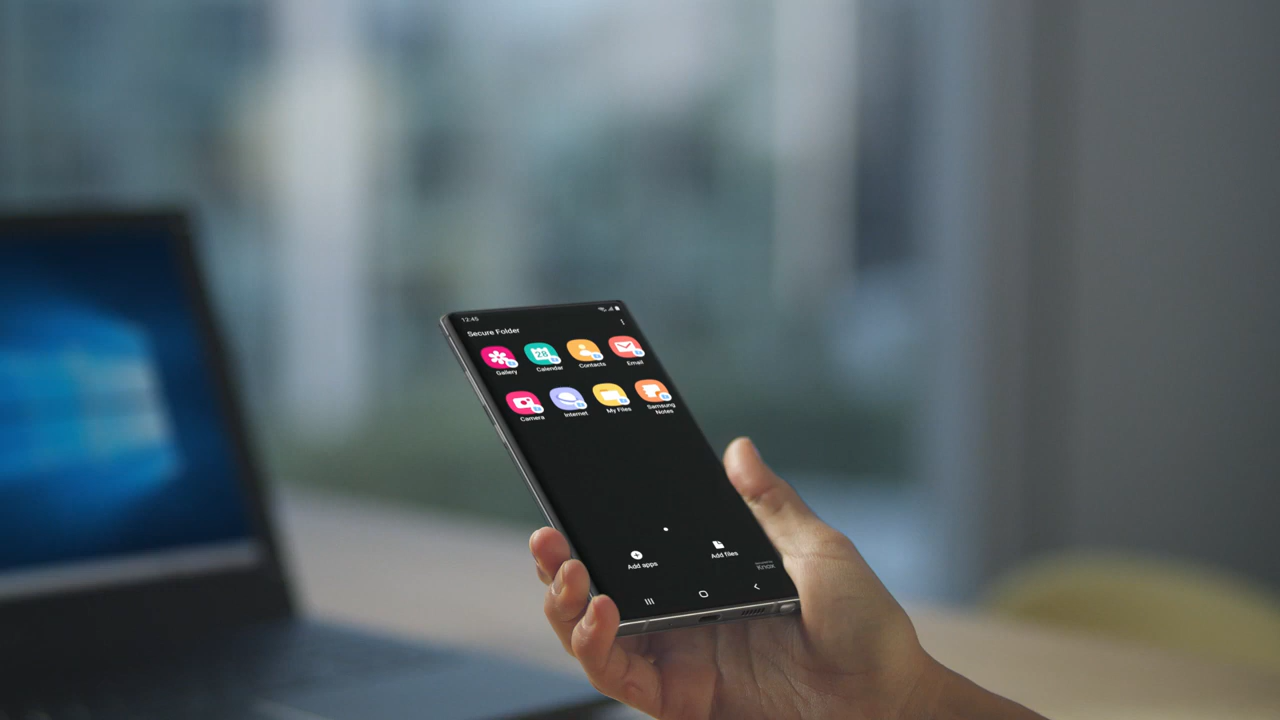 12:45
Secure Folder
28
Gallery
Calendar
Contacts
Email
Camera
Internet
My Files
Samsung
Notes
Add apps
Add files
Knox